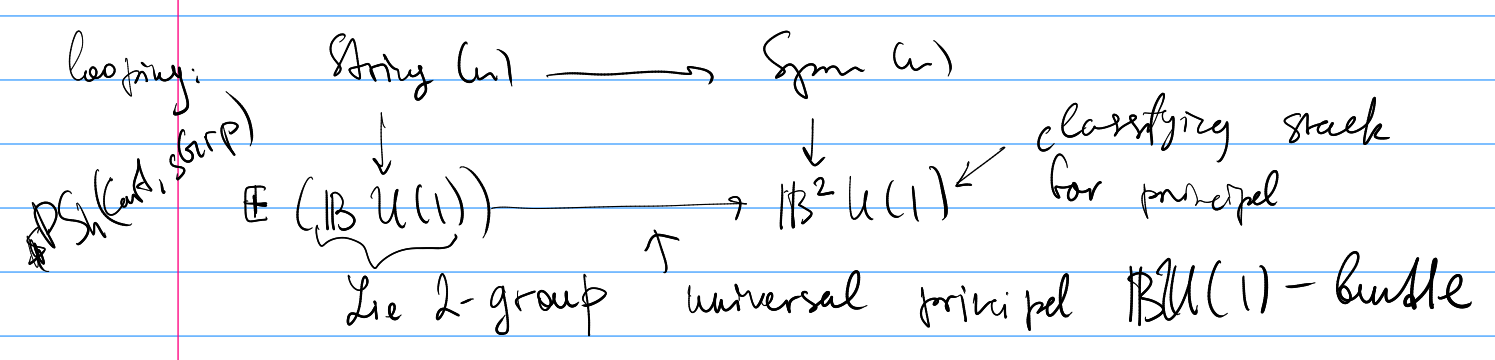 looping: String(n) → Spin(n)
↓ ↓ classifying stack
PSh(Cart, sGrp) 𝔼(𝔹U(1)) → 𝔹²U(1) ← for principal
Lie 2-group ↑ universal principal 𝔹U(1)-bundle